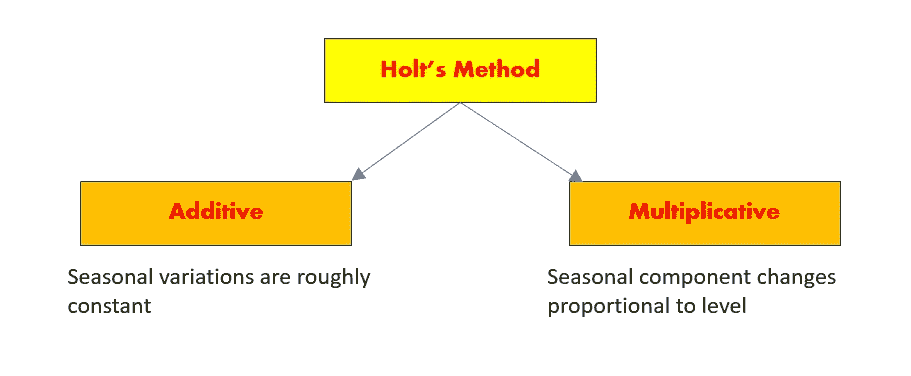 Holt's Method
Additive
Multiplicative
Seasonal variations are roughly
constant
Seasonal component changes
proportional to level